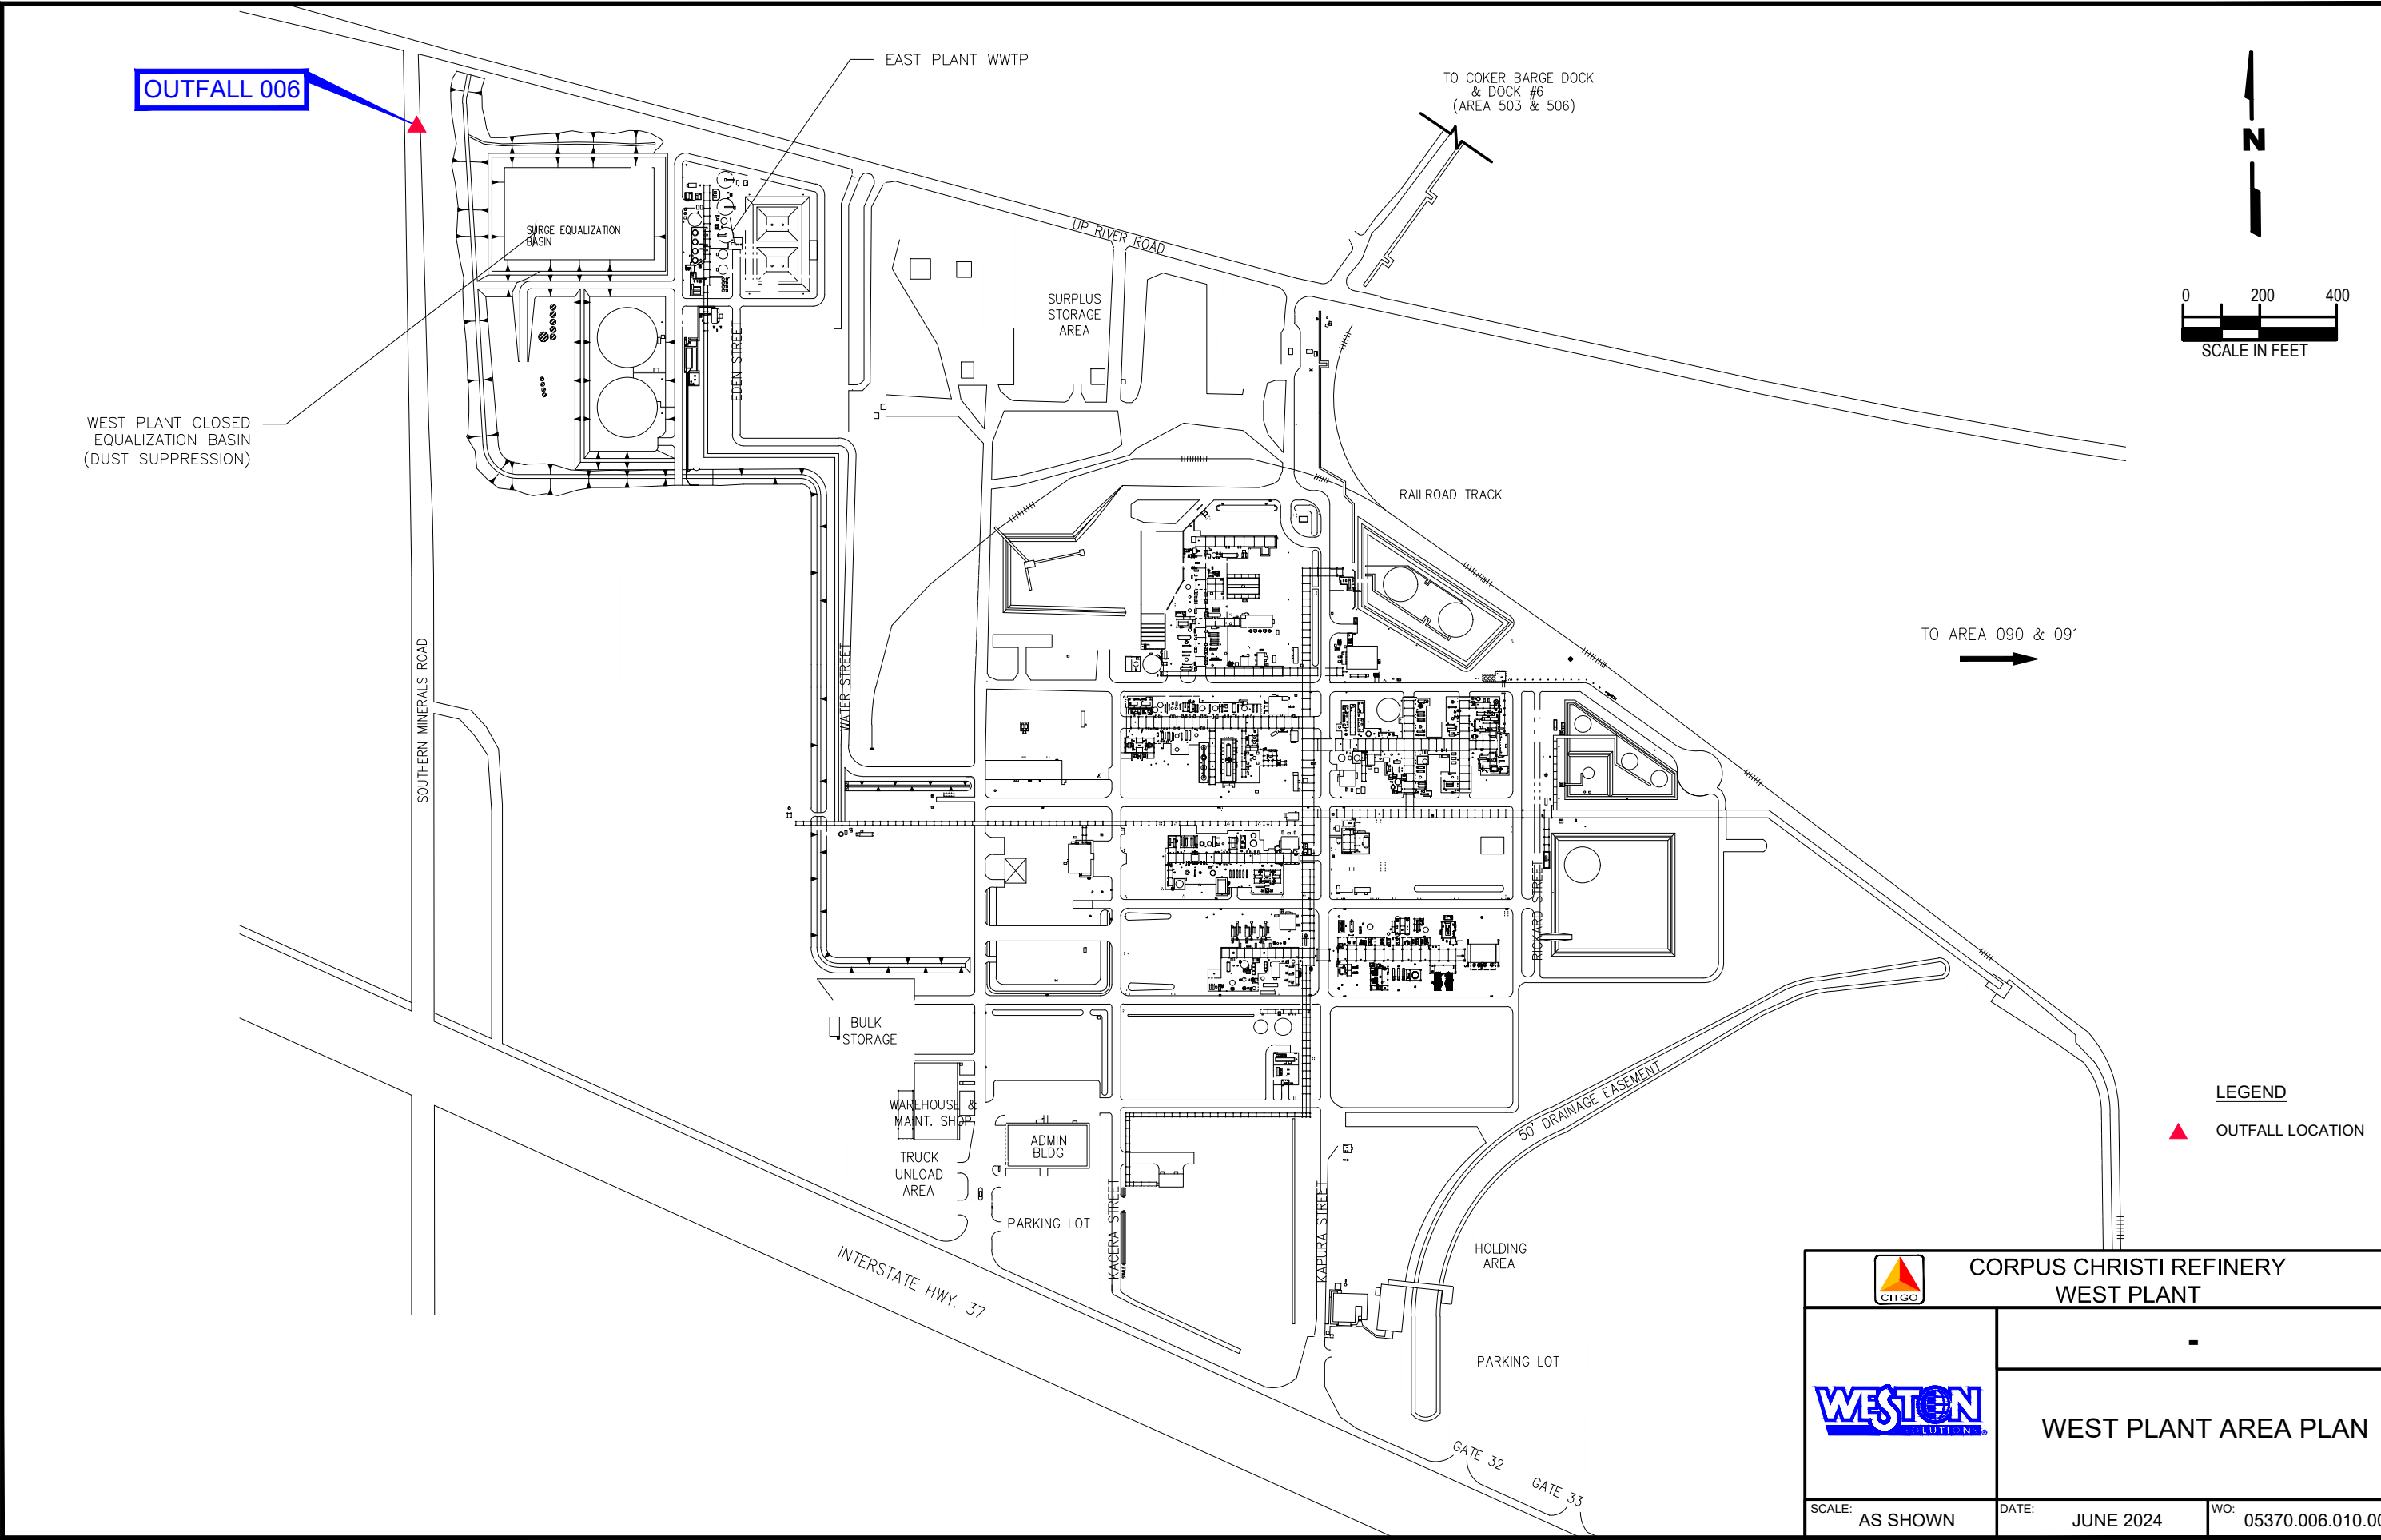 OUTFALL 006
EAST PLANT WWTP
TO COKER BARGE DOCK
& DOCK #6
(AREA 503 & 506)
N
0 200 400
SCALE IN FEET
UP RIVER ROAD
SURGE EQUALIZATION
BASIN
SURPLUS
STORAGE
AREA
EDEN STREET
WEST PLANT CLOSED
EQUALIZATION BASIN
(DUST SUPPRESSION)
RAILROAD TRACK
TO AREA 090 & 091
SOUTHERN MINERALS ROAD
WATER STREET
RICKARD STREET
BULK
STORAGE
WAREHOUSE &
MAINT. SHOP
ADMIN
BLDG
TRUCK
UNLOAD
AREA
PARKING LOT
KACERA STREET
KAPURA STREET
50' DRAINAGE EASEMENT
HOLDING
AREA
INTERSTATE HWY. 37
PARKING LOT
GATE 32
GATE 33
LEGEND
OUTFALL LOCATION
CITGO
CORPUS CHRISTI REFINERY
WEST PLANT
-
WESTON
SOLUTIONS®
WEST PLANT AREA PLAN
SCALE: AS SHOWN
DATE: JUNE 2024
WO: 05370.006.010.00